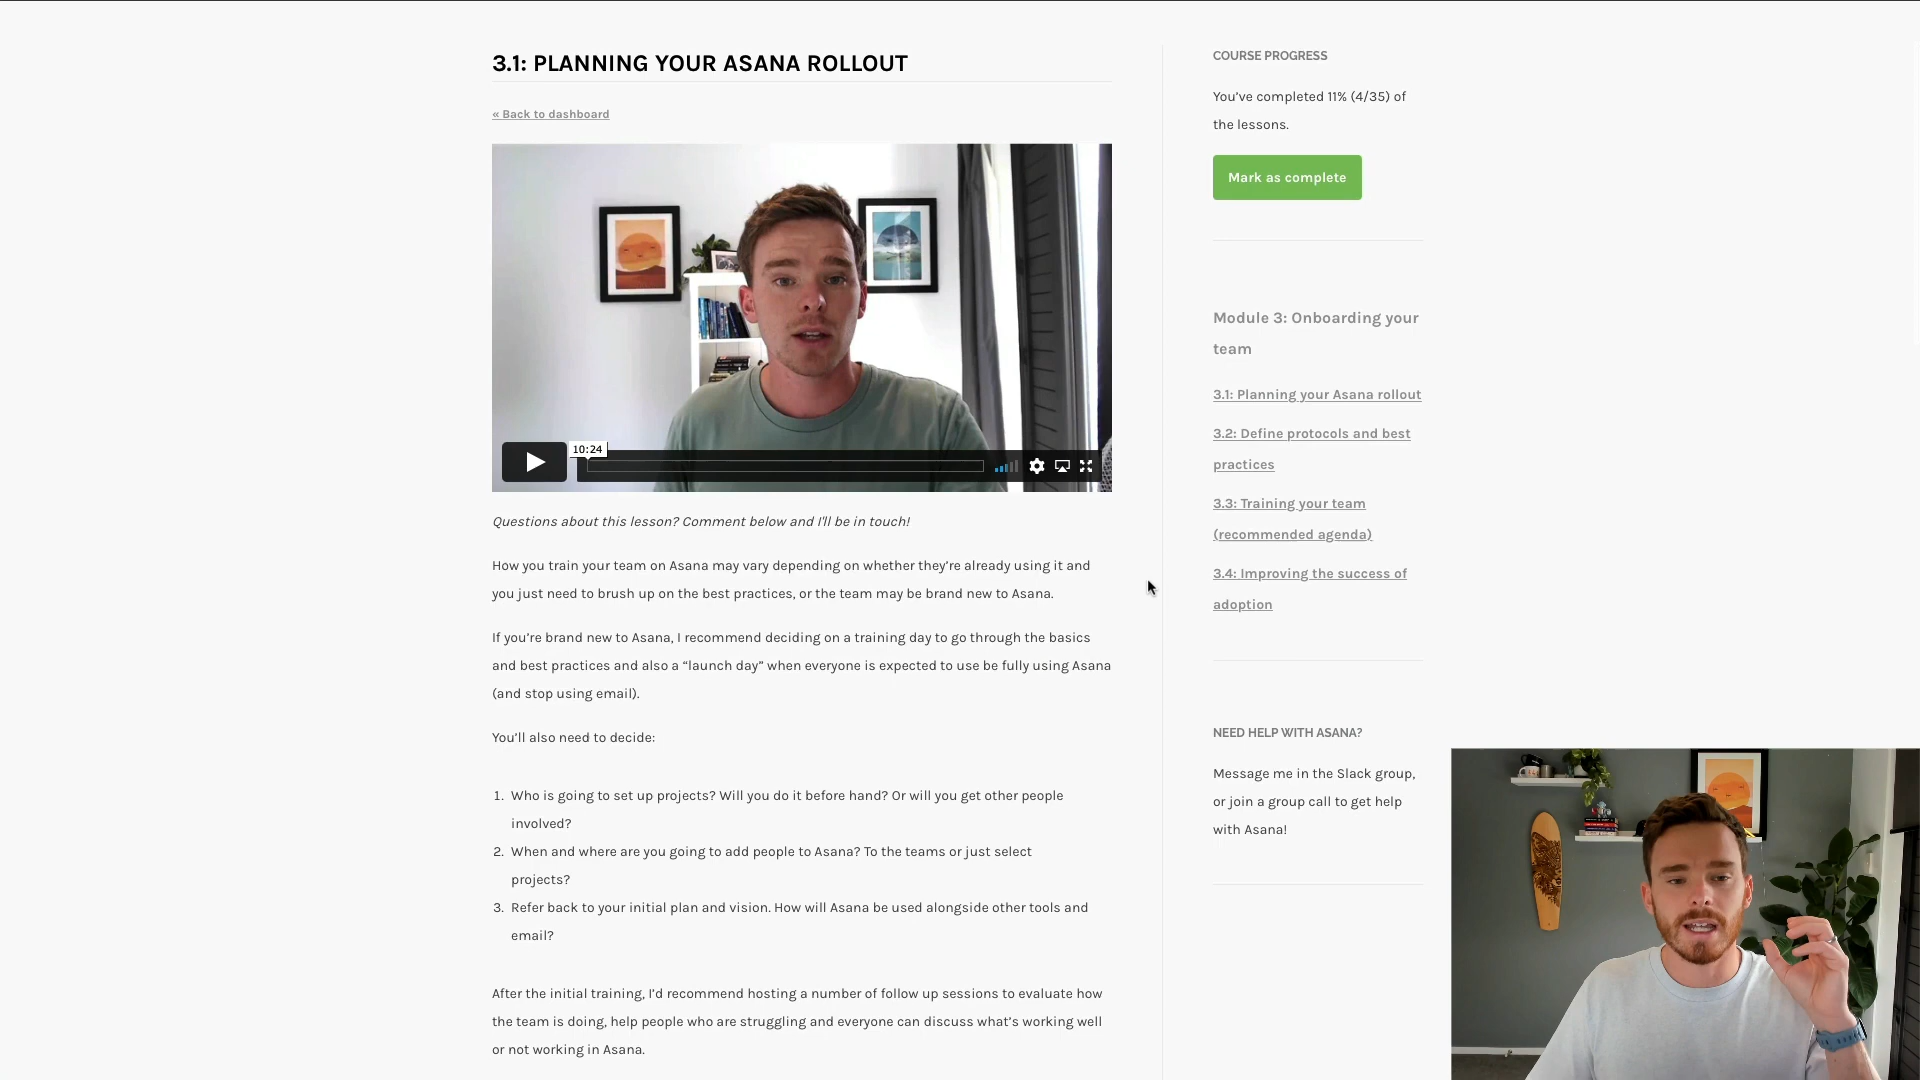 3.1: PLANNING YOUR ASANA ROLLOUT
« Back to dashboard
10:24
Questions about this lesson? Comment below and I'll be in touch!
How you train your team on Asana may vary depending on whether they’re already using it and
you just need to brush up on the best practices, or the team may be brand new to Asana.
If you’re brand new to Asana, I recommend deciding on a training day to go through the basics
and best practices and also a “launch day” when everyone is expected to use be fully using Asana
(and stop using email).
You’ll also need to decide:
1. Who is going to set up projects? Will you do it before hand? Or will you get other people
involved?
2. When and where are you going to add people to Asana? To the teams or just select
projects?
3. Refer back to your initial plan and vision. How will Asana be used alongside other tools and
email?
After the initial training, I’d recommend hosting a number of follow up sessions to evaluate how
the team is doing, help people who are struggling and everyone can discuss what’s working well
or not working in Asana.
COURSE PROGRESS
You’ve completed 11% (4/35) of
the lessons.
Mark as complete
Module 3: Onboarding your
team
3.1: Planning your Asana rollout
3.2: Define protocols and best
practices
3.3: Training your team
(recommended agenda)
3.4: Improving the success of
adoption
NEED HELP WITH ASANA?
Message me in the Slack group,
or join a group call to get help
with Asana!